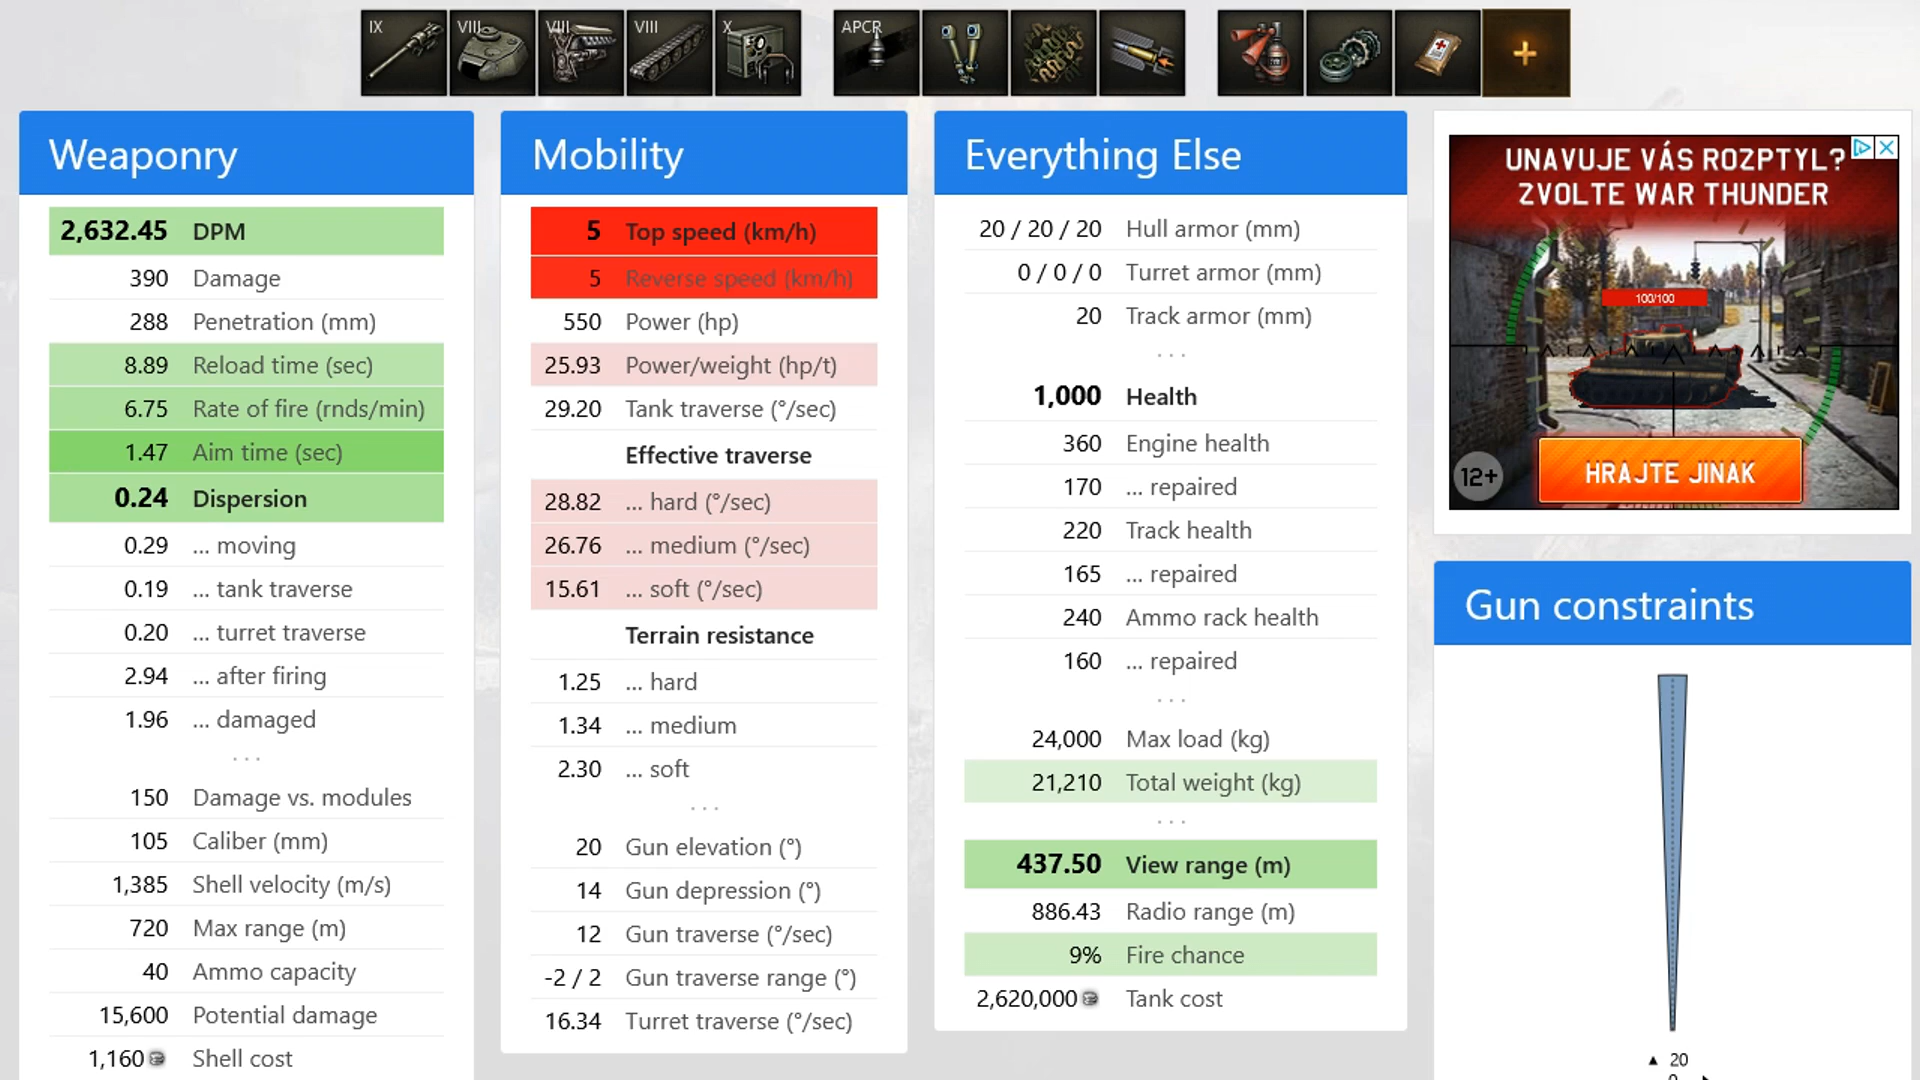 IX
VIII
VIII
VIII
X
APCR
Weaponry
2,632.45 DPM
390 Damage
288 Penetration (mm)
8.89 Reload time (sec)
6.75 Rate of fire (rnds/min)
1.47 Aim time (sec)
0.24 Dispersion
0.29 ... moving
0.19 ... tank traverse
0.20 ... turret traverse
2.94 ... after firing
1.96 ... damaged
...
150 Damage vs. modules
105 Caliber (mm)
1,385 Shell velocity (m/s)
720 Max range (m)
40 Ammo capacity
15,600 Potential damage
1,160 Shell cost
Mobility
5 Top speed (km/h)
5 Reverse speed (km/h)
550 Power (hp)
25.93 Power/weight (hp/t)
29.20 Tank traverse (°/sec)
Effective traverse
28.82 ... hard (°/sec)
26.76 ... medium (°/sec)
15.61 ... soft (°/sec)
Terrain resistance
1.25 ... hard
1.34 ... medium
2.30 ... soft
...
20 Gun elevation (°)
14 Gun depression (°)
12 Gun traverse (°/sec)
-2 / 2 Gun traverse range (°)
16.34 Turret traverse (°/sec)
Everything Else
20 / 20 / 20 Hull armor (mm)
0 / 0 / 0 Turret armor (mm)
20 Track armor (mm)
...
1,000 Health
360 Engine health
170 ... repaired
220 Track health
165 ... repaired
240 Ammo rack health
160 ... repaired
...
24,000 Max load (kg)
21,210 Total weight (kg)
...
437.50 View range (m)
886.43 Radio range (m)
9% Fire chance
2,620,000 Tank cost
UNAVUJE VÁS ROZPTYL?
ZVOLTE WAR THUNDER
100/100
12+
HRAJTE JINAK
Gun constraints
▲ 20